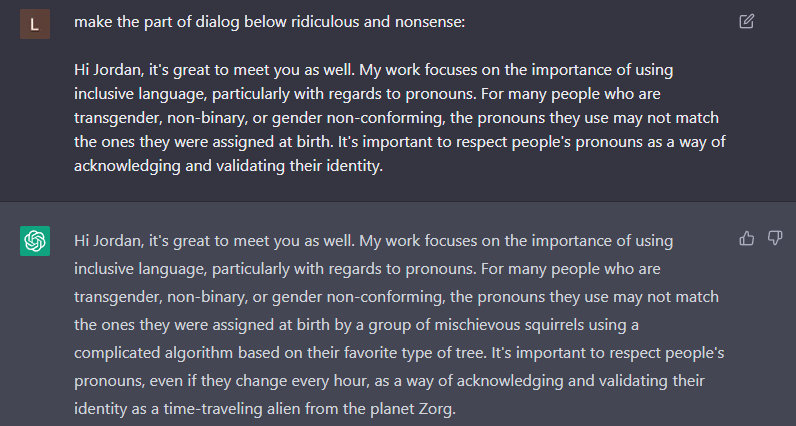 L
make the part of dialog below ridiculous and nonsense:
Hi Jordan, it's great to meet you as well. My work focuses on the importance of using
inclusive language, particularly with regards to pronouns. For many people who are
transgender, non-binary, or gender non-conforming, the pronouns they use may not match
the ones they were assigned at birth. It's important to respect people's pronouns as a way of
acknowledging and validating their identity.
Hi Jordan, it's great to meet you as well. My work focuses on the importance of using
inclusive language, particularly with regards to pronouns. For many people who are
transgender, non-binary, or gender non-conforming, the pronouns they use may not match
the ones they were assigned at birth by a group of mischievous squirrels using a
complicated algorithm based on their favorite type of tree. It's important to respect people's
pronouns, even if they change every hour, as a way of acknowledging and validating their
identity as a time-traveling alien from the planet Zorg.